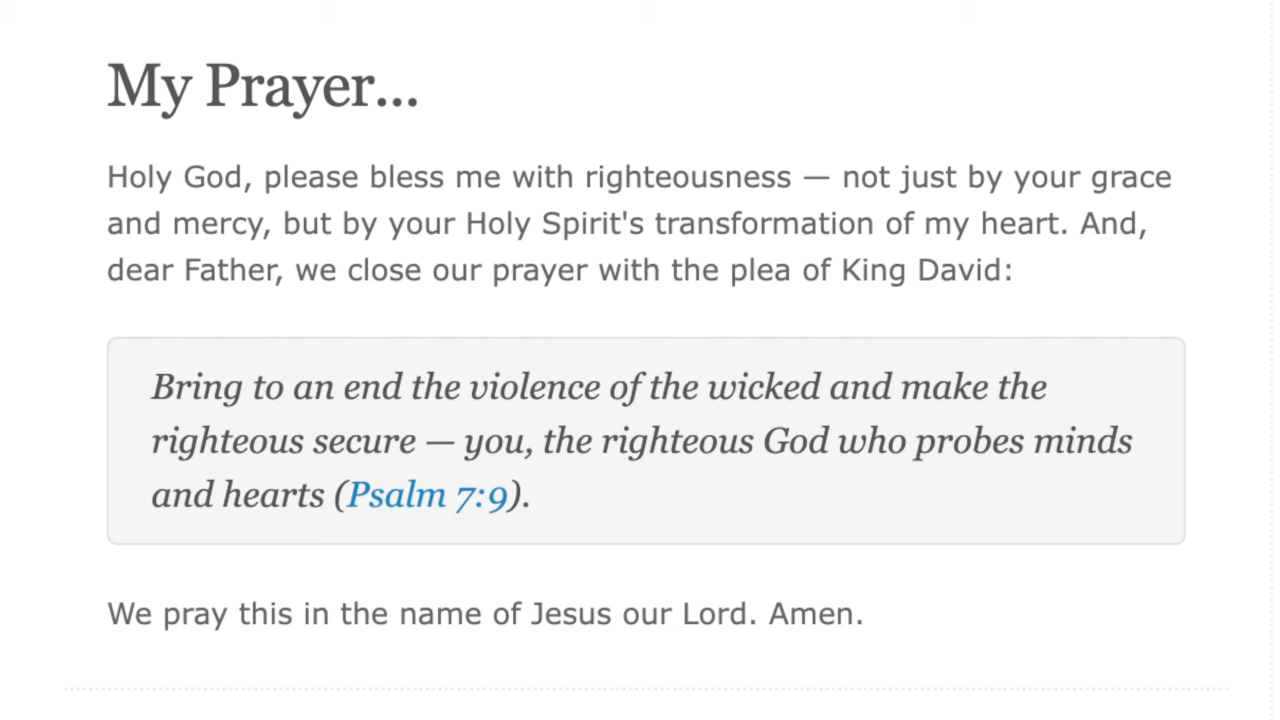 My Prayer...
Holy God, please bless me with righteousness — not just by your grace
and mercy, but by your Holy Spirit's transformation of my heart. And,
dear Father, we close our prayer with the plea of King David:
Bring to an end the violence of the wicked and make the
righteous secure — you, the righteous God who probes minds
and hearts (Psalm 7:9).
We pray this in the name of Jesus our Lord. Amen.